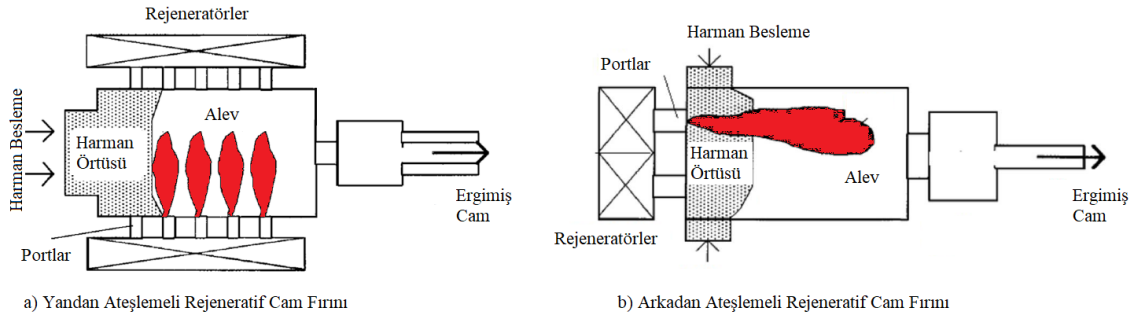 Rejeneratörler
Harman Besleme
Harman
Örtüsü
Alev
Portlar
Ergimiş
Cam
a) Yandan Ateşlemeli Rejeneratif Cam Fırını
Harman Besleme
Portlar
Harman
Örtüsü
Alev
Rejeneratörler
Ergimiş
Cam
b) Arkadan Ateşlemeli Rejeneratif Cam Fırını